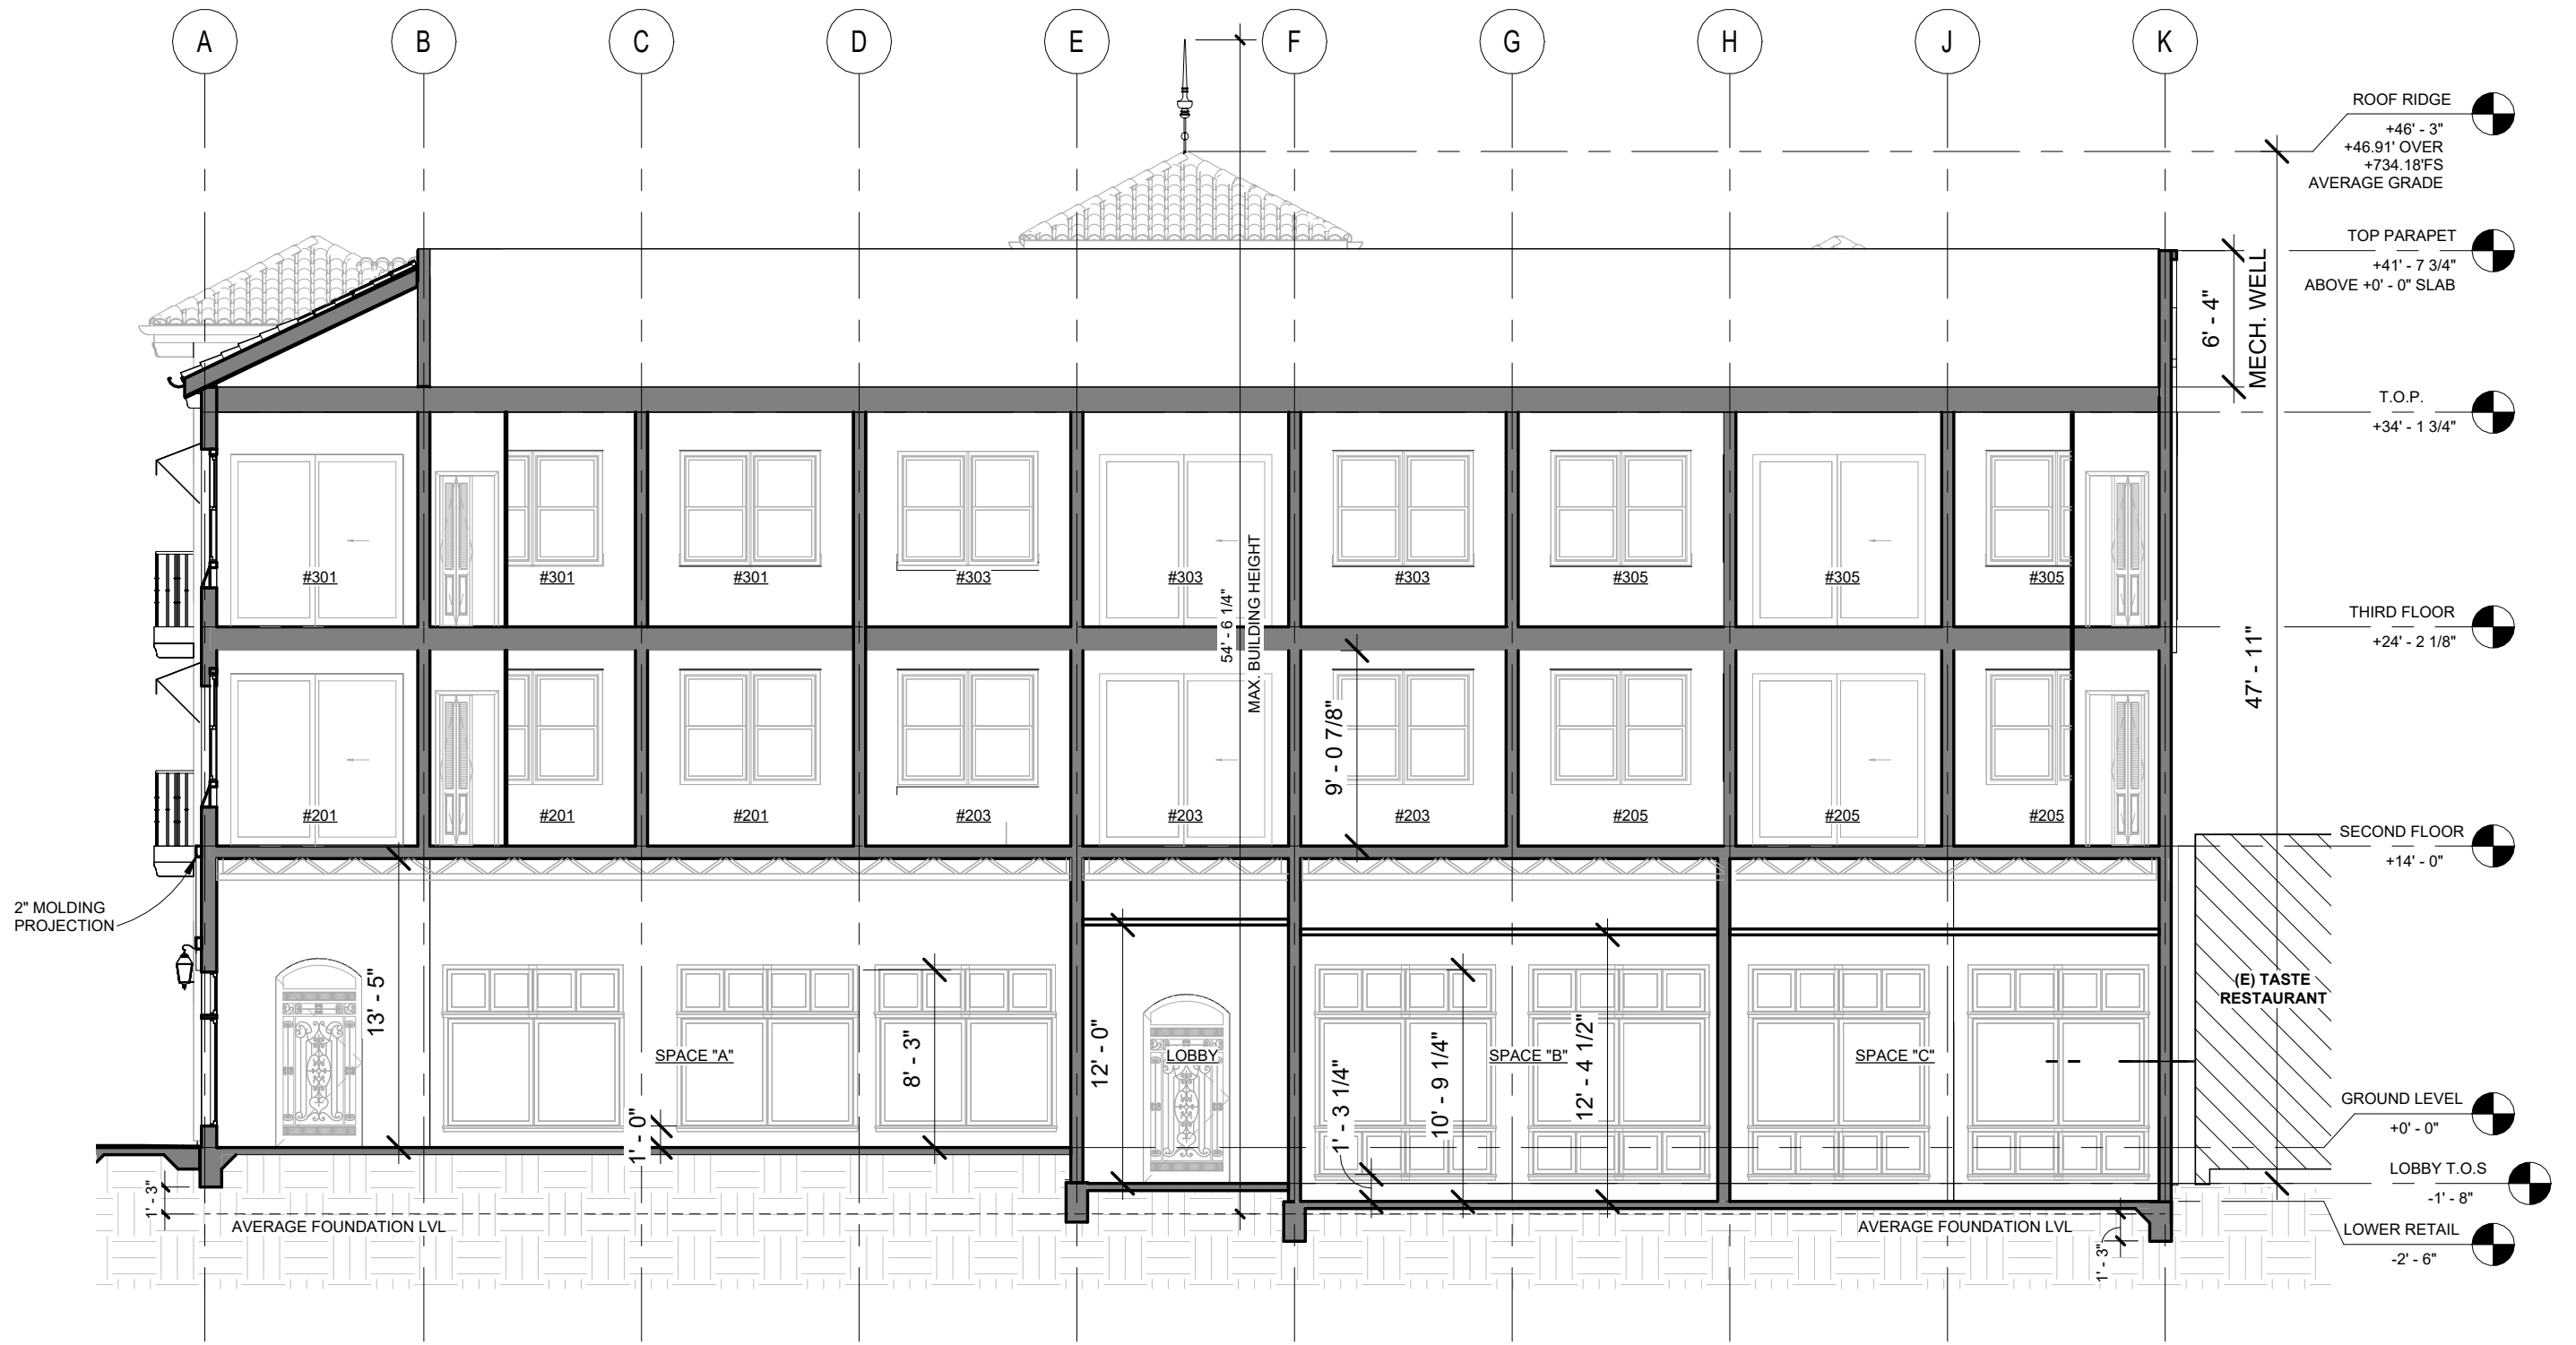 A
B
C
D
E
F
G
H
J
K
ROOF RIDGE
+46' - 3"
+46.91' OVER
+734.18'FS
AVERAGE GRADE
TOP PARAPET
+41' - 7 3/4"
ABOVE +0' - 0" SLAB
6' - 4"
MECH. WELL
T.O.P.
+34' - 1 3/4"
#301
#301
#301
#303
#303
#303
#305
#305
#305
54' - 6 1/4"
MAX. BUILDING HEIGHT
THIRD FLOOR
+24' - 2 1/8"
47' - 11"
9' - 0 7/8"
#201
#201
#201
#203
#203
#203
#205
#205
#205
SECOND FLOOR
+14' - 0"
2" MOLDING
PROJECTION
13' - 5"
SPACE "A"
1' - 0"
8' - 3"
12' - 0"
LOBBY
1' - 3 1/4"
10' - 9 1/4"
SPACE "B"
12' - 4 1/2"
SPACE "C"
(E) TASTE
RESTAURANT
GROUND LEVEL
+0' - 0"
LOBBY T.O.S
-1' - 8"
1' - 3"
AVERAGE FOUNDATION LVL
AVERAGE FOUNDATION LVL
1' - 3"
LOWER RETAIL
-2' - 6"